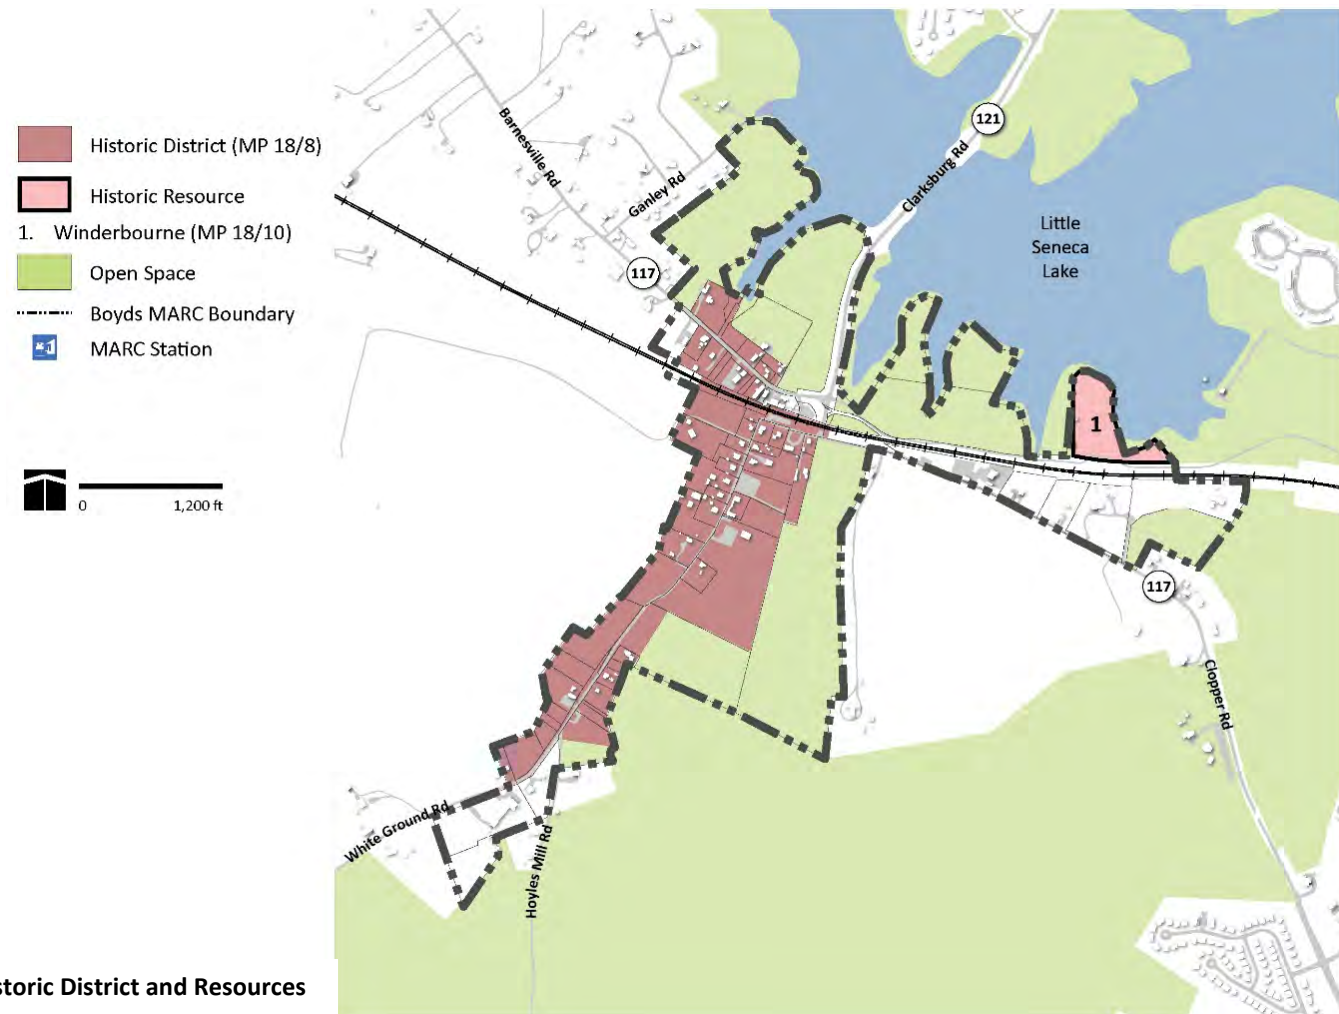 Historic District (MP 18/8)
Historic Resource
1. Winderbourne (MP 18/10)
Open Space
Boyds MARC Boundary
MARC Station
0 1,200 ft
Barnesville Rd
Ganley Rd
117
121
Clarksburg Rd
Little
Seneca
Lake
1
117
Clopper Rd
White Ground Rd
Hoyles Mill Rd
storic District and Resources